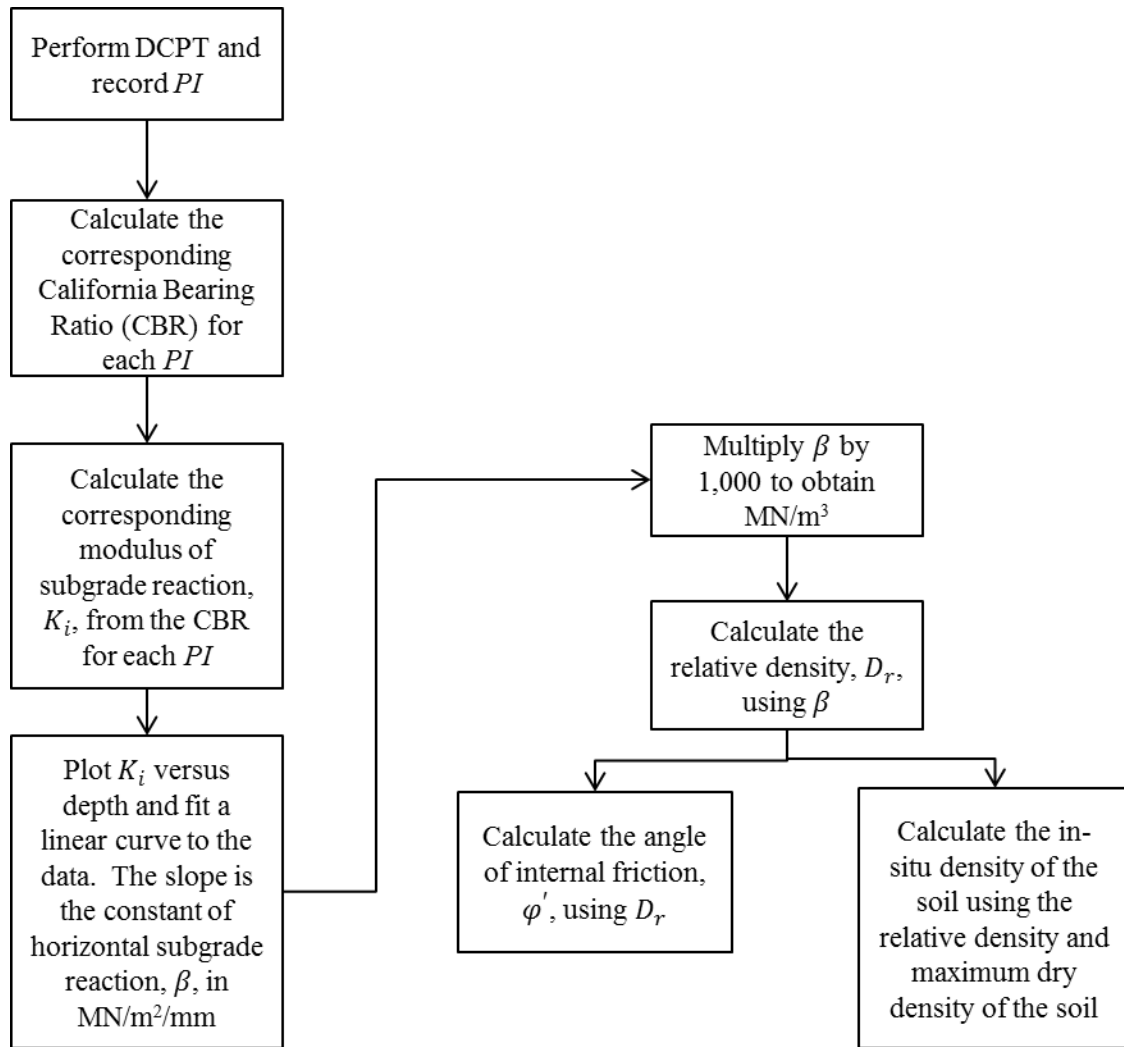 Perform DCPT and
record PI
Calculate the
corresponding
California Bearing
Ratio (CBR) for
each PI
Calculate the
corresponding
modulus of
subgrade reaction,
Kᵢ, from the CBR
for each PI
Plot Kᵢ versus
depth and fit a
linear curve to the
data.  The slope is
the constant of
horizontal subgrade
reaction, β, in
MN/m²/mm
Multiply β by
1,000 to obtain
MN/m³
Calculate the
relative density, Dᵣ,
using β
Calculate the angle
of internal friction,
φ′, using Dᵣ
Calculate the in-
situ density of the
soil using the
relative density and
maximum dry
density of the soil